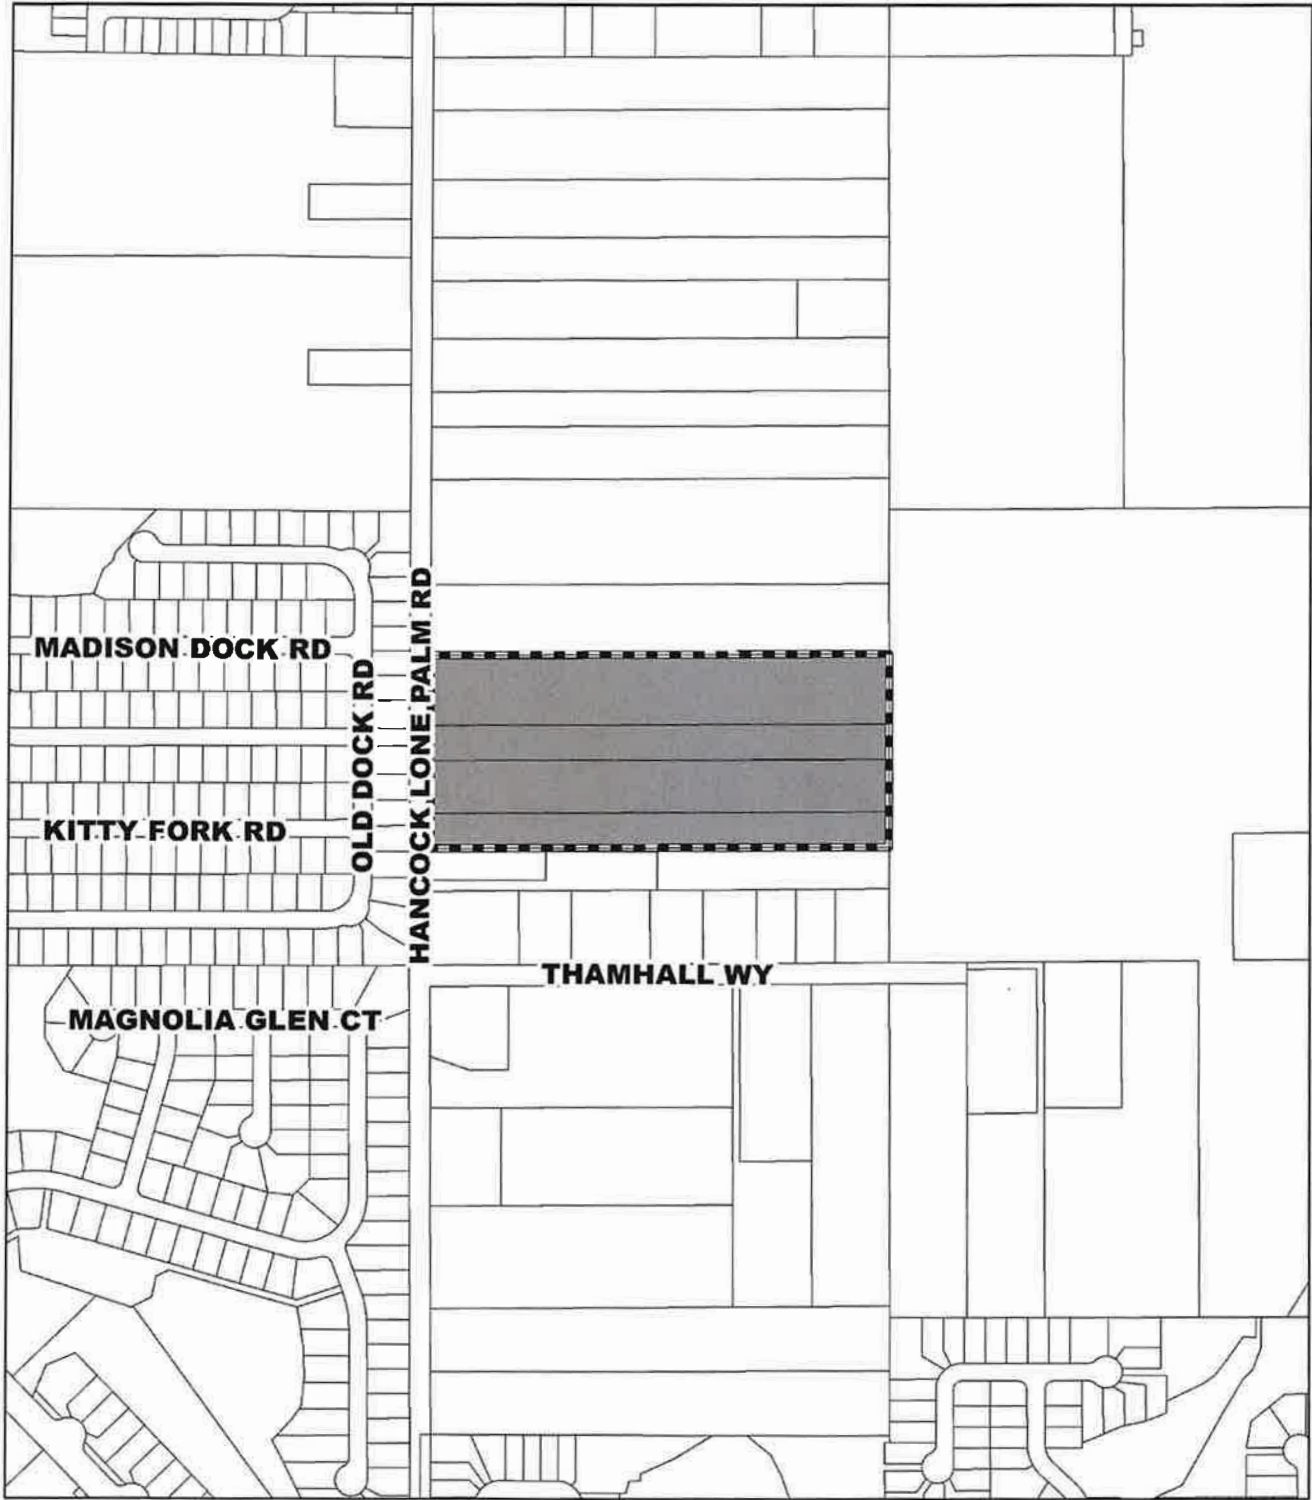 MADISON DOCK RD
OLD DOCK RD
HANCOCK LONE PALM RD
KITTY FORK RD
THAMHALL WY
MAGNOLIA GLEN CT